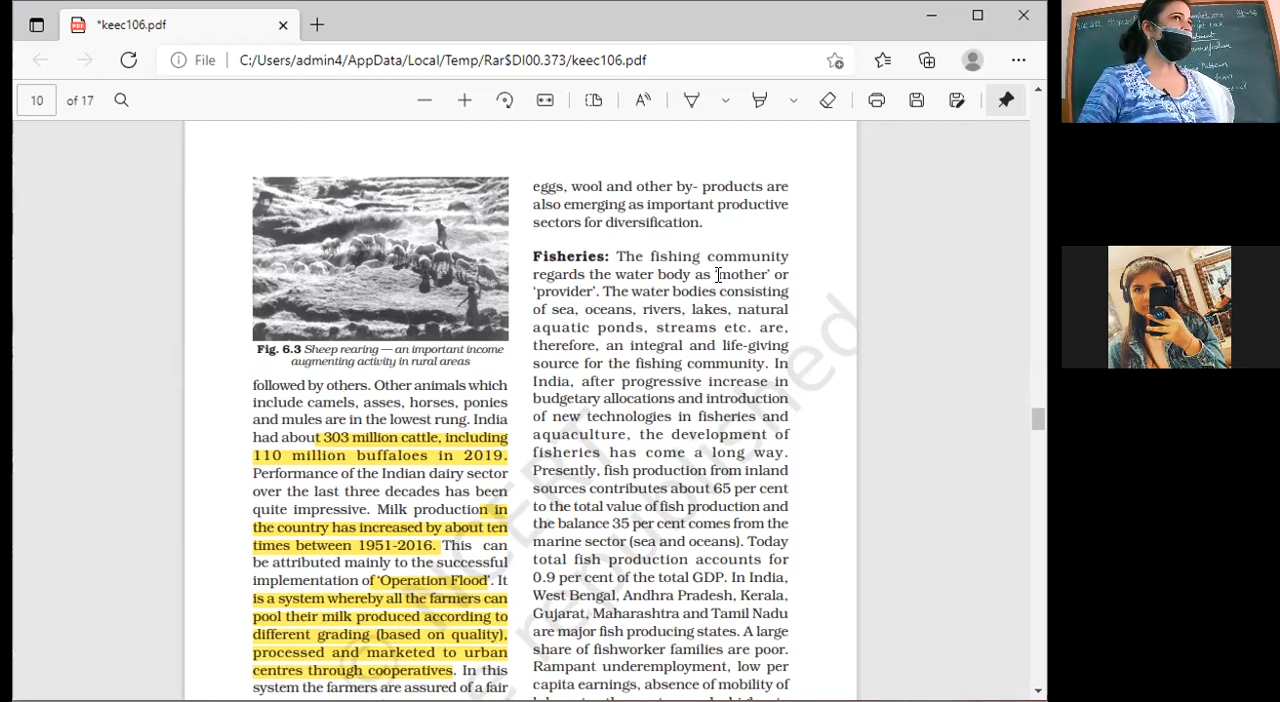 *keec106.pdf
File C:/Users/admin4/AppData/Local/Temp/Rar$DI00.373/keec106.pdf
10 of 17
Fig. 6.3 Sheep rearing — an important income
augmenting activity in rural areas
followed by others. Other animals which
include camels, asses, horses, ponies
and mules are in the lowest rung. India
had about 303 million cattle, including
110 million buffaloes in 2019.
Performance of the Indian dairy sector
over the last three decades has been
quite impressive. Milk production in
the country has increased by about ten
times between 1951-2016. This can
be attributed mainly to the successful
implementation of 'Operation Flood'. It
is a system whereby all the farmers can
pool their milk produced according to
different grading (based on quality),
processed and marketed to urban
centres through cooperatives. In this
system the farmers are assured of a fair
eggs, wool and other by- products are
also emerging as important productive
sectors for diversification.
Fisheries: The fishing community
regards the water body as 'mother' or
'provider'. The water bodies consisting
of sea, oceans, rivers, lakes, natural
aquatic ponds, streams etc. are,
therefore, an integral and life-giving
source for the fishing community. In
India, after progressive increase in
budgetary allocations and introduction
of new technologies in fisheries and
aquaculture, the development of
fisheries has come a long way.
Presently, fish production from inland
sources contributes about 65 per cent
to the total value of fish production and
the balance 35 per cent comes from the
marine sector (sea and oceans). Today
total fish production accounts for
0.9 per cent of the total GDP. In India,
West Bengal, Andhra Pradesh, Kerala,
Gujarat, Maharashtra and Tamil Nadu
are major fish producing states. A large
share of fishworker families are poor.
Rampant underemployment, low per
capita earnings, absence of mobility of
© NCERT
republished